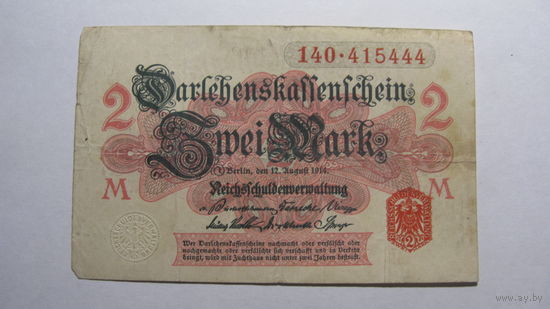 140·415444
Darlehenskassenschein
2 Zwei Mark 2
M Berlin, den 12. August 1914. M
Reichsschuldenverwaltung
2
Wer Darlehenskassenscheine nachmacht oder verfälscht oder
nachgemachte oder verfälschte sich verschafft und in Verkehr
bringt, wird mit Zuchthaus nicht unter zwei Jahren bestraft.
www.ay.by